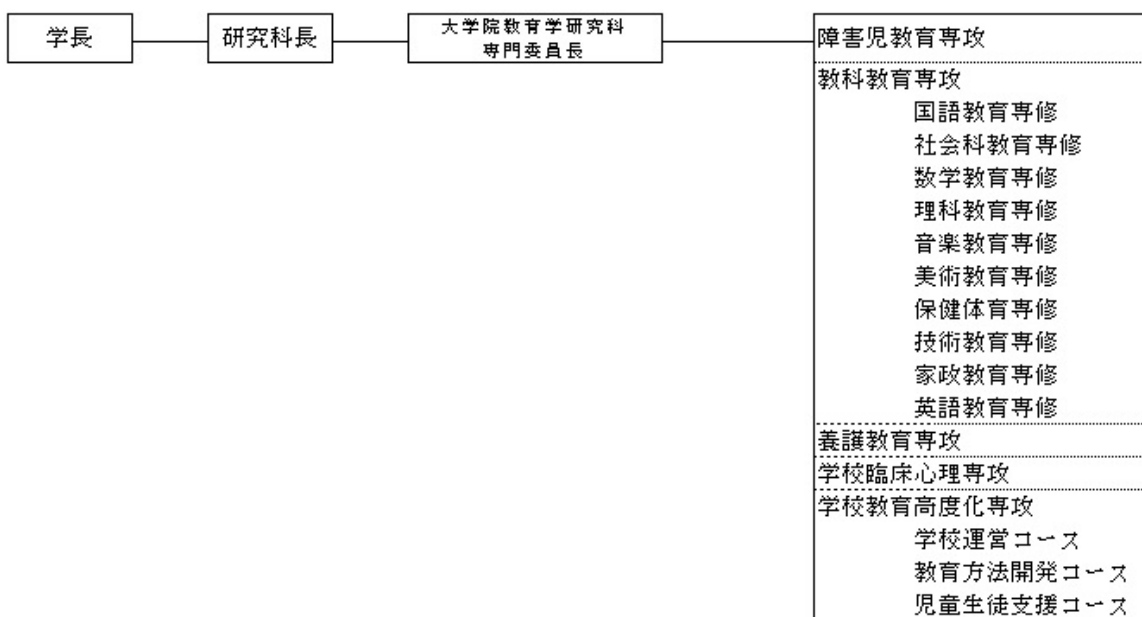 学長
研究科長
大学院教育学研究科
専門委員長
障害児教育専攻
教科教育専攻
国語教育専修
社会科教育専修
数学教育専修
理科教育専修
音楽教育専修
美術教育専修
保健体育専修
技術教育専修
家政教育専修
英語教育専修
養護教育専攻
学校臨床心理専攻
学校教育高度化専攻
学校運営コース
教育方法開発コース
児童生徒支援コース